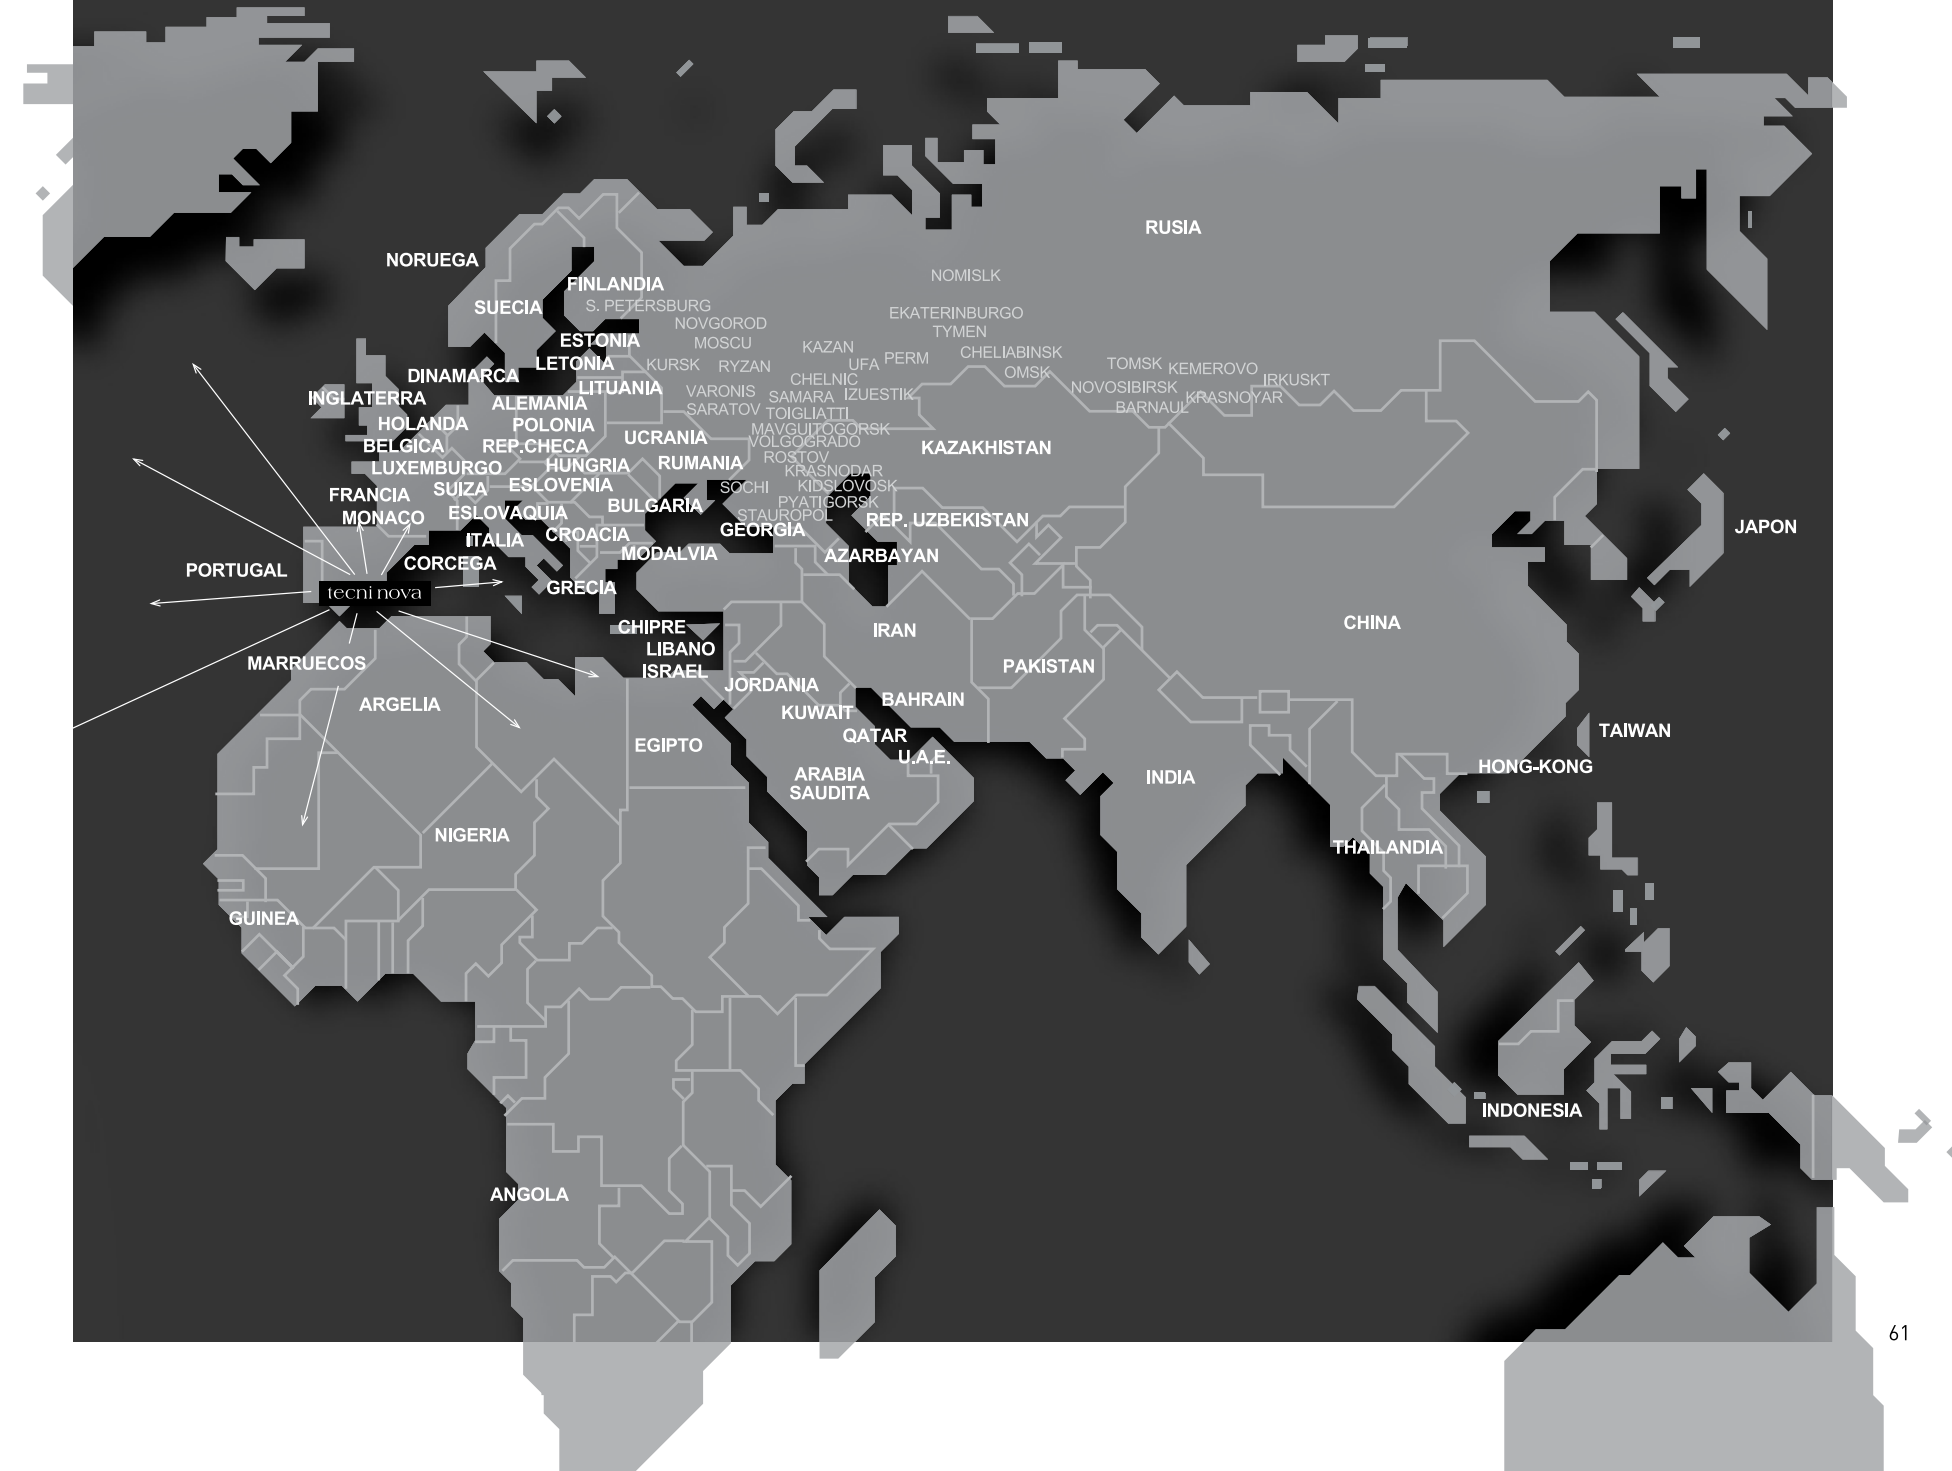 RUSIA
NORUEGA
NOMISLK
FINLANDIA
SUECIA
S. PETERSBURG
EKATERINBURGO
NOVGOROD
TYMEN
ESTONIA
MOSCU
KAZAN
CHELIABINSK
LETONIA
KURSK
RYZAN
UFA
PERM
TOMSK
KEMEROVO
OMSK
DINAMARCA
CHELNIC
IRKUSKT
LITUANIA
VARONIS
SAMARA
IZUESTIK
NOVOSIBIRSK
KRASNOYAR
INGLATERRA
ALEMANIA
SARATOV
TOIGLIATTI
BARNAUL
HOLANDA
POLONIA
MAVGUITOGORSK
UCRANIA
VOLGOGRADO
BELGICA
REP.CHECA
KAZAKHISTAN
ROSTOV
LUXEMBURGO
HUNGRIA
RUMANIA
KRASNODAR
SUIZA
ESLOVENIA
SOCHI
KIDSLOVOSK
FRANCIA
BULGARIA
PYATIGORSK
MONACO
ESLOVAQUIA
STAUROPOL
REP. UZBEKISTAN
JAPON
ITALIA
CROACIA
GEORGIA
MODALVIA
AZARBAYAN
PORTUGAL
CORCEGA
GRECIA
tecni nova
CHIPRE
IRAN
CHINA
LIBANO
MARRUECOS
ISRAEL
PAKISTAN
JORDANIA
ARGELIA
KUWAIT
BAHRAIN
EGIPTO
QATAR
TAIWAN
U.A.E.
HONG-KONG
ARABIA
SAUDITA
INDIA
NIGERIA
THAILANDIA
GUINEA
INDONESIA
ANGOLA
61